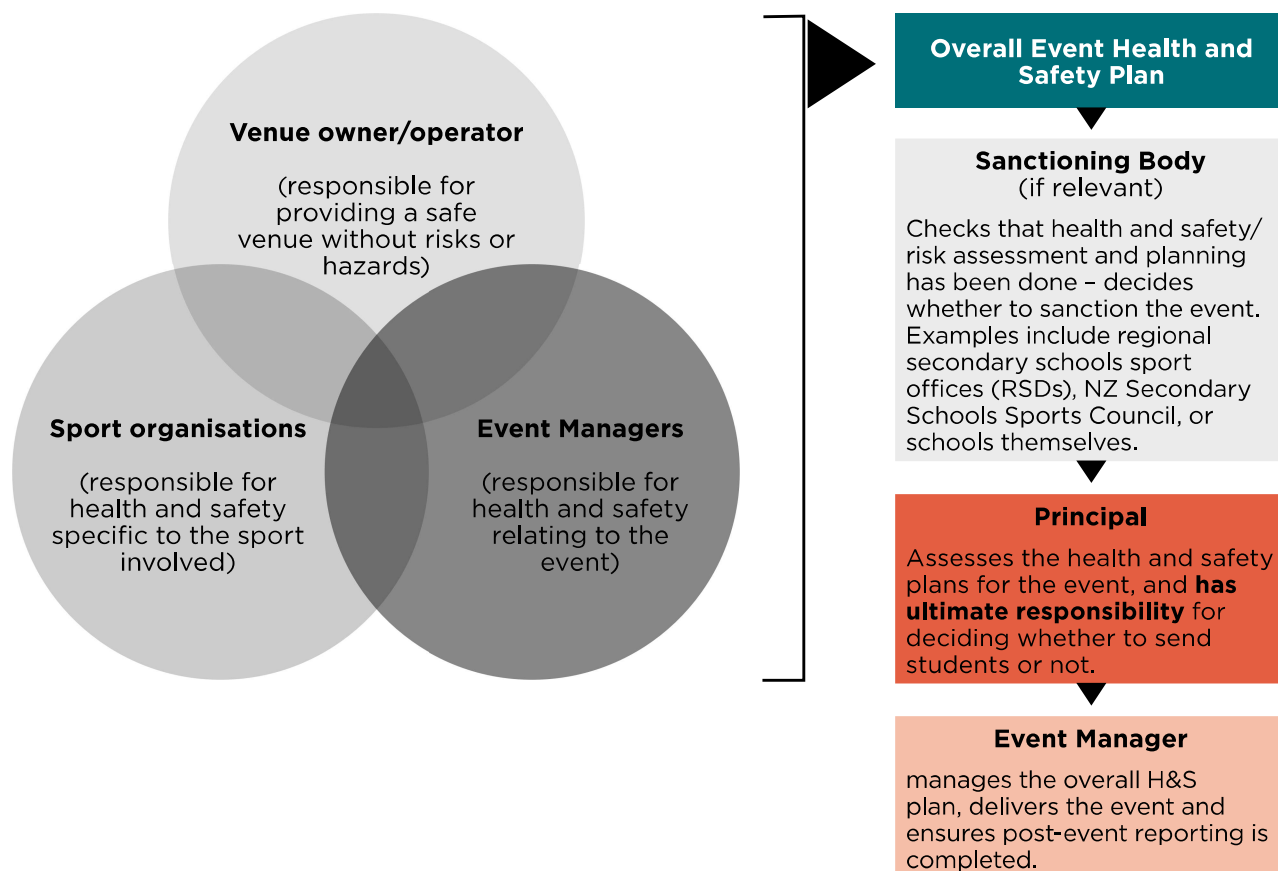 Venue owner/operator
(responsible for
providing a safe
venue without risks or
hazards)
Sport organisations
(responsible for
health and safety
specific to the sport
involved)
Event Managers
(responsible for
health and safety
relating to the
event)
Overall Event Health and
Safety Plan
Sanctioning Body
(if relevant)
Checks that health and safety/
risk assessment and planning
has been done – decides
whether to sanction the event.
Examples include regional
secondary schools sport
offices (RSDs), NZ Secondary
Schools Sports Council, or
schools themselves.
Principal
Assesses the health and safety
plans for the event, and has
ultimate responsibility for
deciding whether to send
students or not.
Event Manager
manages the overall H&S
plan, delivers the event and
ensures post-event reporting is
completed.